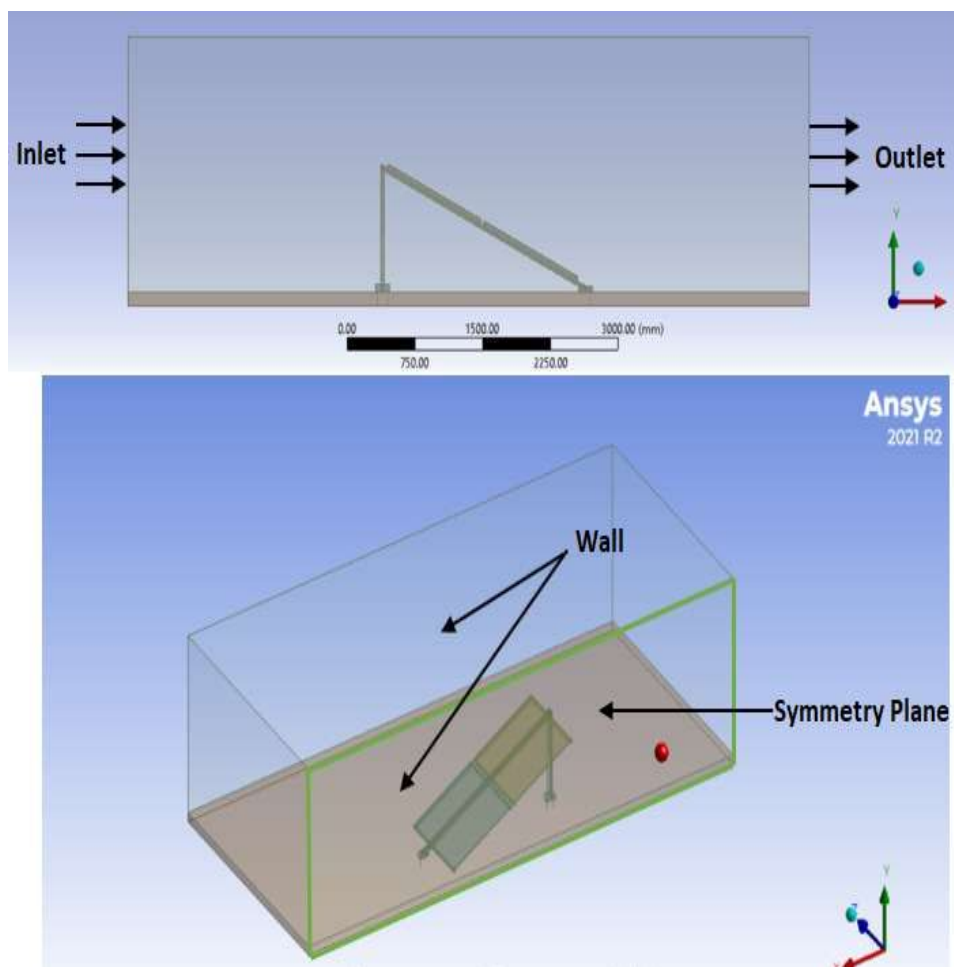 Inlet
Outlet
Y
0.00
1500.00
3000.00 (mm)
750.00
2250.00
Ansys
2021 R2
Wall
Symmetry Plane
Y